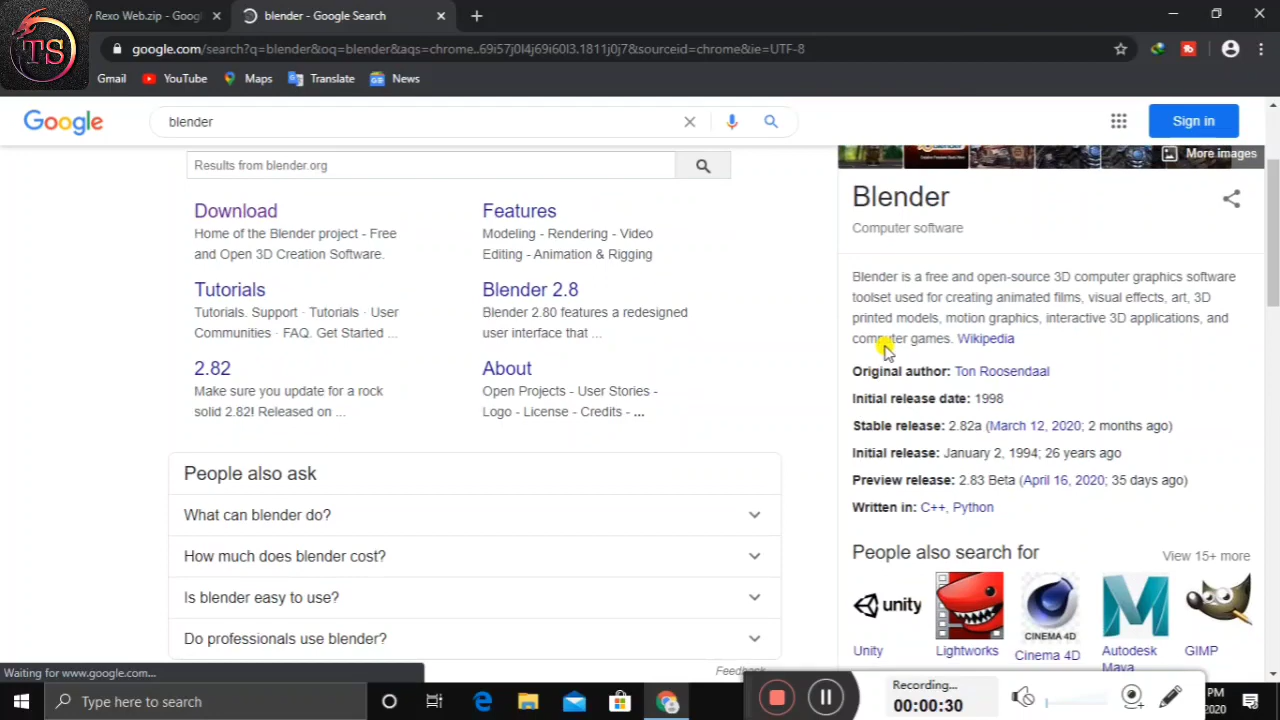 Rexo Web.zip - Goog
blender - Google Search
TS
google.com/search?q=blender&oq=blender&aqs=chrome..69i57j0l4j69i60l3.1811j0j7&sourceid=chrome&ie=UTF-8
Gmail
YouTube
Maps
Translate
News
Google
blender
Sign in
Results from blender.org
More images
Download
Home of the Blender project - Free
and Open 3D Creation Software.
Features
Modeling - Rendering - Video
Editing - Animation & Rigging
Tutorials
Tutorials. Support · Tutorials · User
Communities · FAQ. Get Started ...
Blender 2.8
Blender 2.80 features a redesigned
user interface that ...
2.82
Make sure you update for a rock
solid 2.82! Released on ...
About
Open Projects - User Stories -
Logo - License - Credits - ...
People also ask
What can blender do?
How much does blender cost?
Is blender easy to use?
Do professionals use blender?
Feedback
Blender
Computer software
Blender is a free and open-source 3D computer graphics software
toolset used for creating animated films, visual effects, art, 3D
printed models, motion graphics, interactive 3D applications, and
computer games. Wikipedia
Original author: Ton Roosendaal
Initial release date: 1998
Stable release: 2.82a (March 12, 2020; 2 months ago)
Initial release: January 2, 1994; 26 years ago
Preview release: 2.83 Beta (April 16, 2020; 35 days ago)
Written in: C++, Python
People also search for
View 15+ more
unity
CINEMA 4D
Unity
Lightworks
Cinema 4D
Autodesk
Maya
GIMP
Waiting for www.google.com...
Type here to search
Recording...
00:00:30
PM
2020